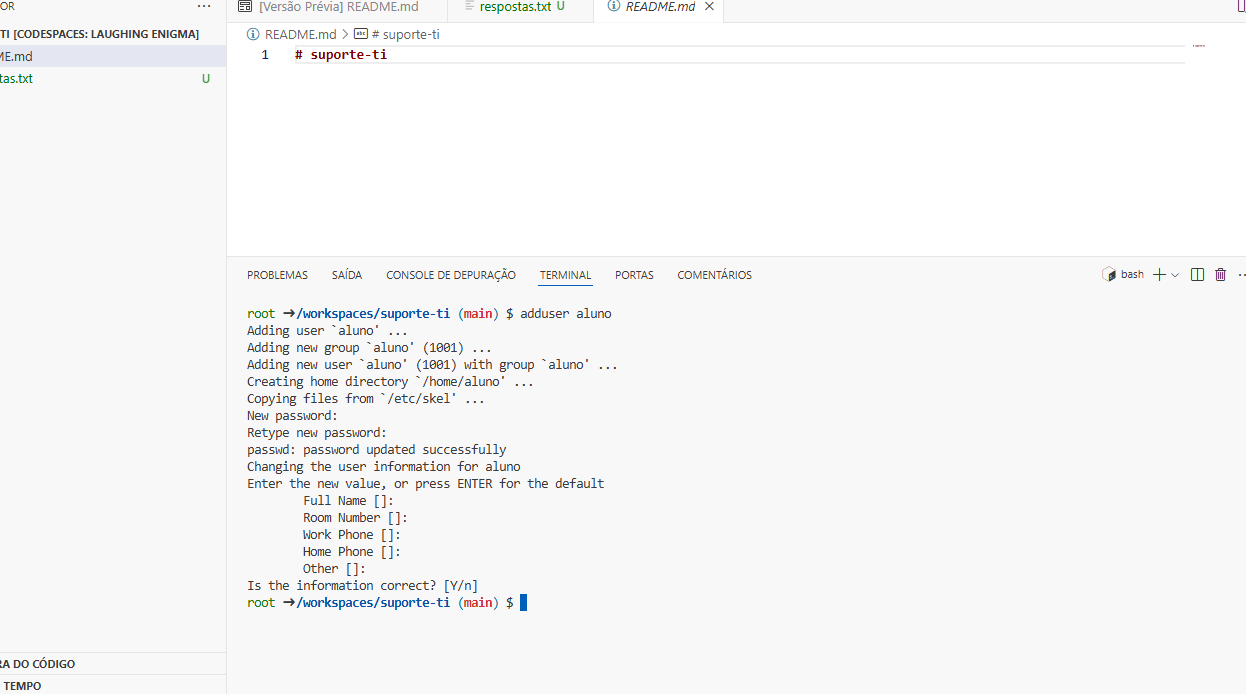 OR ...
[Versão Prévia] README.md
respostas.txt U
README.md
TI [CODESPACES: LAUGHING ENIGMA]
ME.md
tas.txt U
README.md > # suporte-ti
1 # suporte-ti
PROBLEMAS SAÍDA CONSOLE DE DEPURAÇÃO TERMINAL PORTAS COMENTÁRIOS
bash
root ➜/workspaces/suporte-ti (main) $ adduser aluno
Adding user `aluno' ...
Adding new group `aluno' (1001) ...
Adding new user `aluno' (1001) with group `aluno' ...
Creating home directory `/home/aluno' ...
Copying files from `/etc/skel' ...
New password:
Retype new password:
passwd: password updated successfully
Changing the user information for aluno
Enter the new value, or press ENTER for the default
Full Name []:
Room Number []:
Work Phone []:
Home Phone []:
Other []:
Is the information correct? [Y/n]
root ➜/workspaces/suporte-ti (main) $
RA DO CÓDIGO
TEMPO